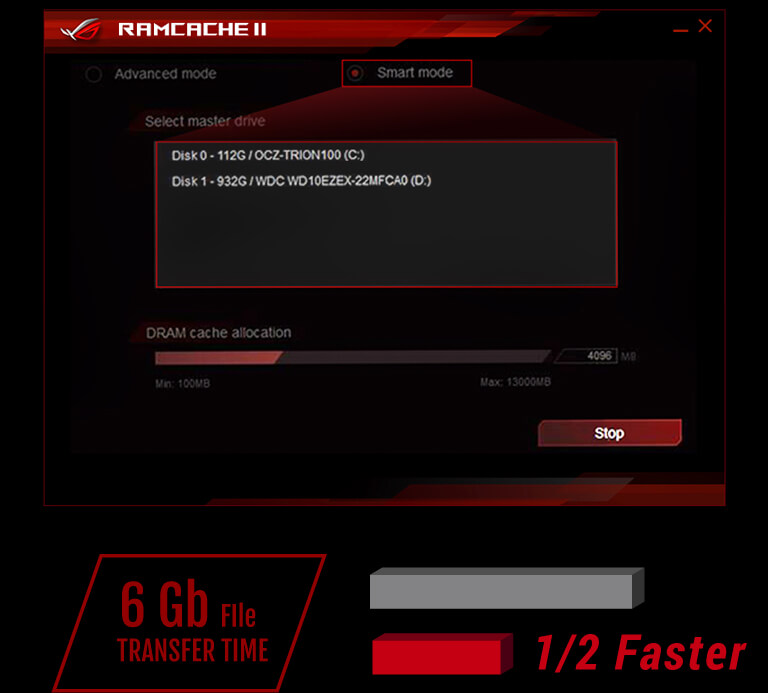 RAMCACHE II
Advanced mode
Smart mode
Select master drive
Disk 0 - 112G / OCZ-TRION100 (C:)
Disk 1 - 932G / WDC WD10EZEX-22MFCA0 (D:)
DRAM cache allocation
4096 MB
Min: 100MB
Max: 13000MB
Stop
6 Gb FIle
TRANSFER TIME
1/2 Faster